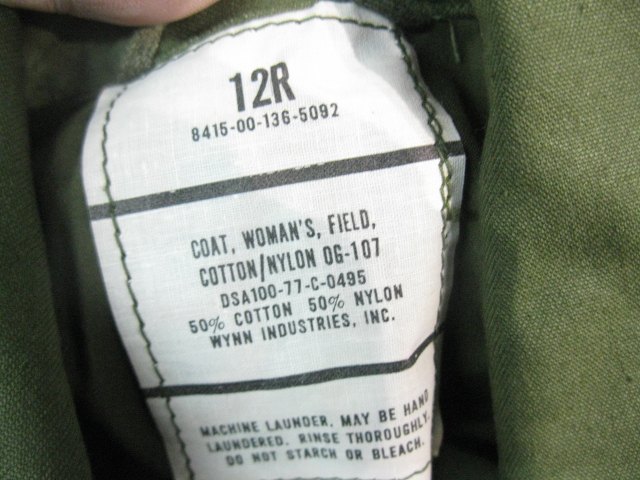 12R
8415-00-136-5092
COAT, WOMAN'S, FIELD,
COTTON/NYLON OG-107
DSA100-77-C-0495
50% COTTON 50% NYLON
WYNN INDUSTRIES, INC.
MACHINE LAUNDER, MAY BE HAND
LAUNDERED. RINSE THOROUGHLY.
DO NOT STARCH OR BLEACH.